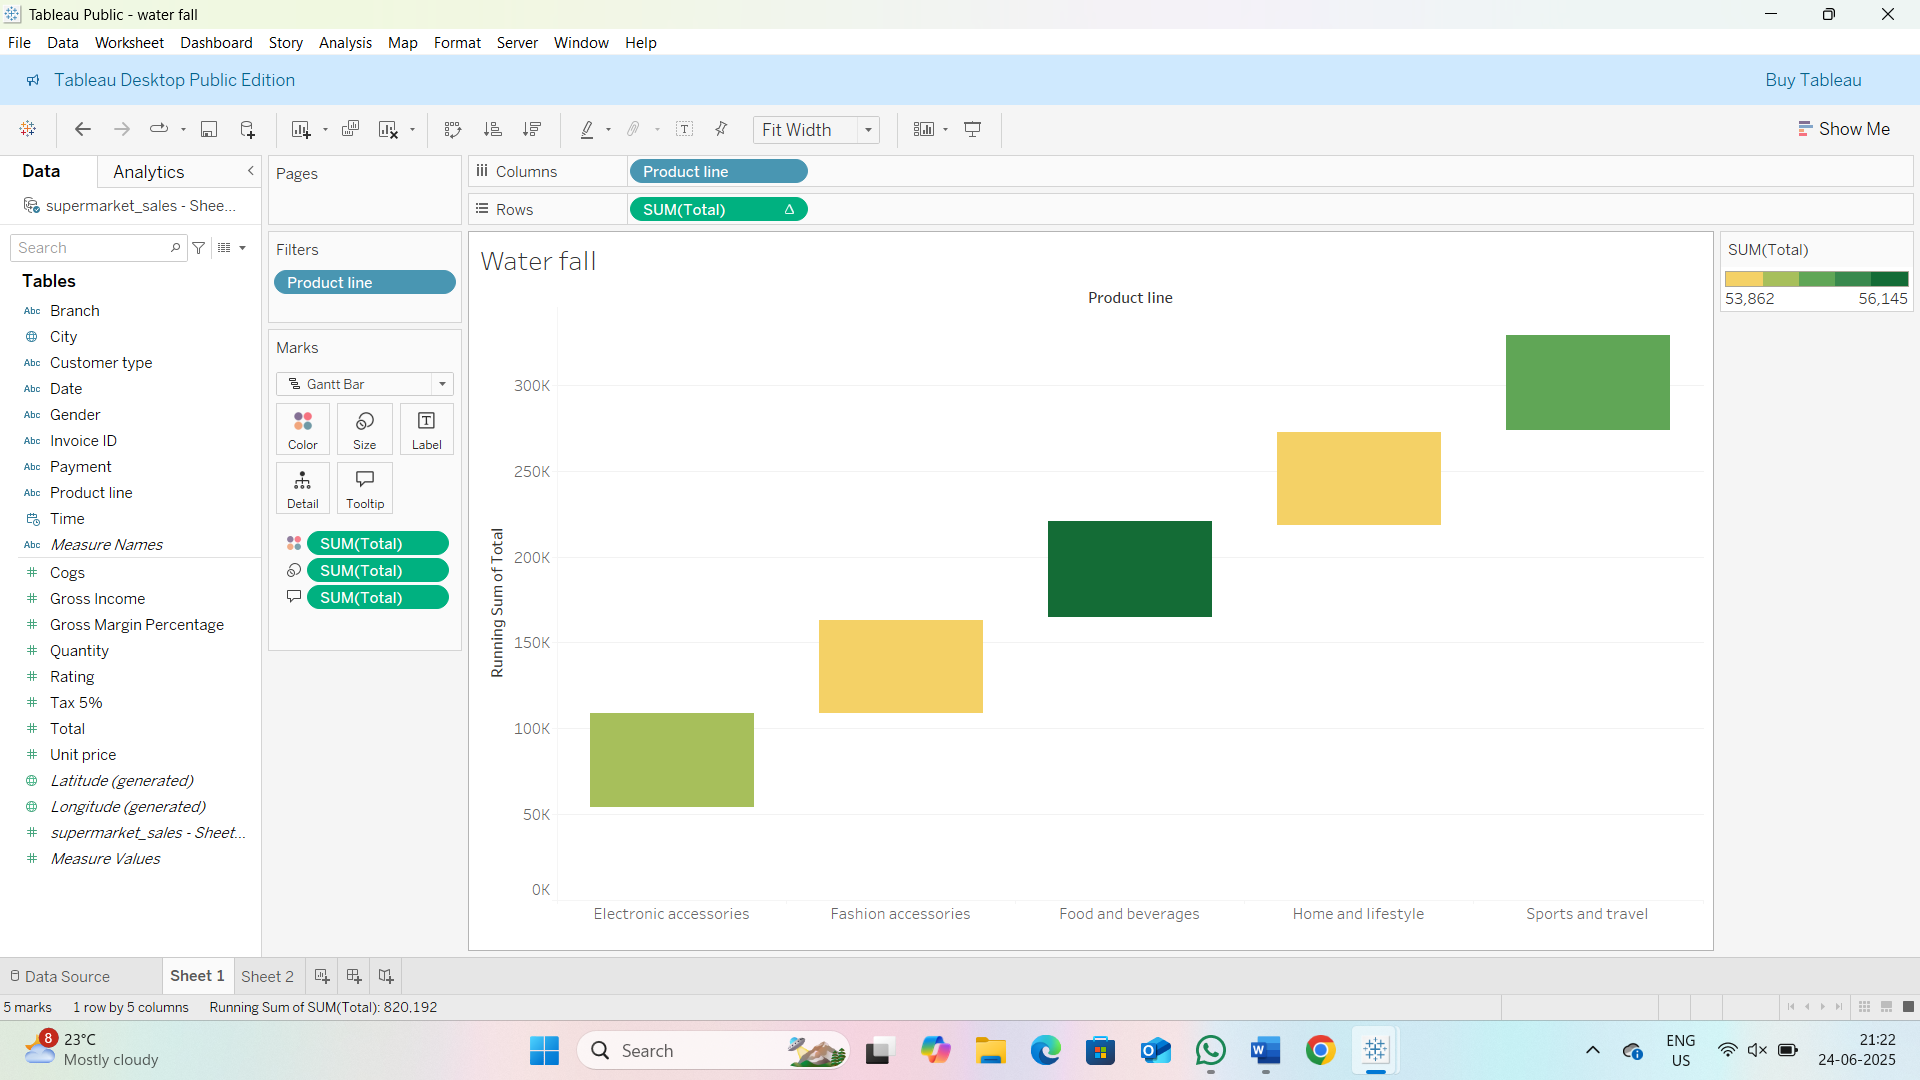 Tableau Public - water fall
File Data Worksheet Dashboard Story Analysis Map Format Server Window Help
Tableau Desktop Public Edition
Buy Tableau
Fit Width
Show Me
Data
Analytics
supermarket_sales - Shee...
Search
Tables
Abc Branch
City
Abc Customer type
Abc Date
Abc Gender
Abc Invoice ID
Abc Payment
Abc Product line
Time
Abc Measure Names
# Cogs
# Gross Income
# Gross Margin Percentage
# Quantity
# Rating
# Tax 5%
# Total
# Unit price
Latitude (generated)
Longitude (generated)
# supermarket_sales - Sheet...
# Measure Values
Pages
Filters
Product line
Marks
Gantt Bar
Color
Size
Label
Detail
Tooltip
SUM(Total)
SUM(Total)
SUM(Total)
Columns
Product line
Rows
SUM(Total) Δ
Water fall
Product line
Running Sum of Total
300K
250K
200K
150K
100K
50K
0K
Electronic accessories
Fashion accessories
Food and beverages
Home and lifestyle
Sports and travel
SUM(Total)
53,862
56,145
Data Source
Sheet 1
Sheet 2
5 marks
1 row by 5 columns
Running Sum of SUM(Total): 820,192
8
23°C
Mostly cloudy
Search
ENG
US
21:22
24-06-2025